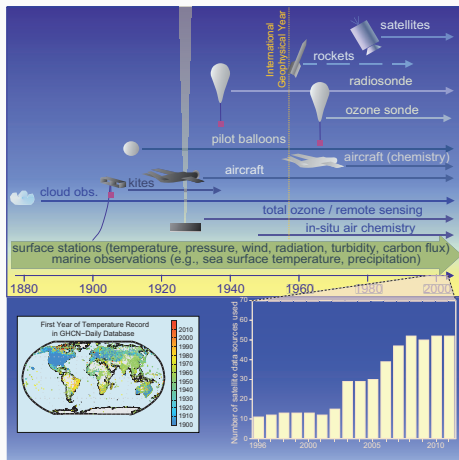 satellites
International
Geophysical Year
rockets
radiosonde
ozone sonde
pilot balloons
aircraft (chemistry)
aircraft
kites
cloud obs.
total ozone / remote sensing
in-situ air chemistry
surface stations (temperature, pressure, wind, radiation, turbidity, carbon flux)
marine observations (e.g., sea surface temperature, precipitation)
1880 1900 1920 1940 1960 1980 2000
First Year of Temperature Record
in GHCN-Daily Database
2010
2000
1990
1980
1970
1960
1950
1940
1930
1920
1910
1900
Number of satellite data sources used
70
60
50
40
30
20
10
0
1996 2000 2005 2010